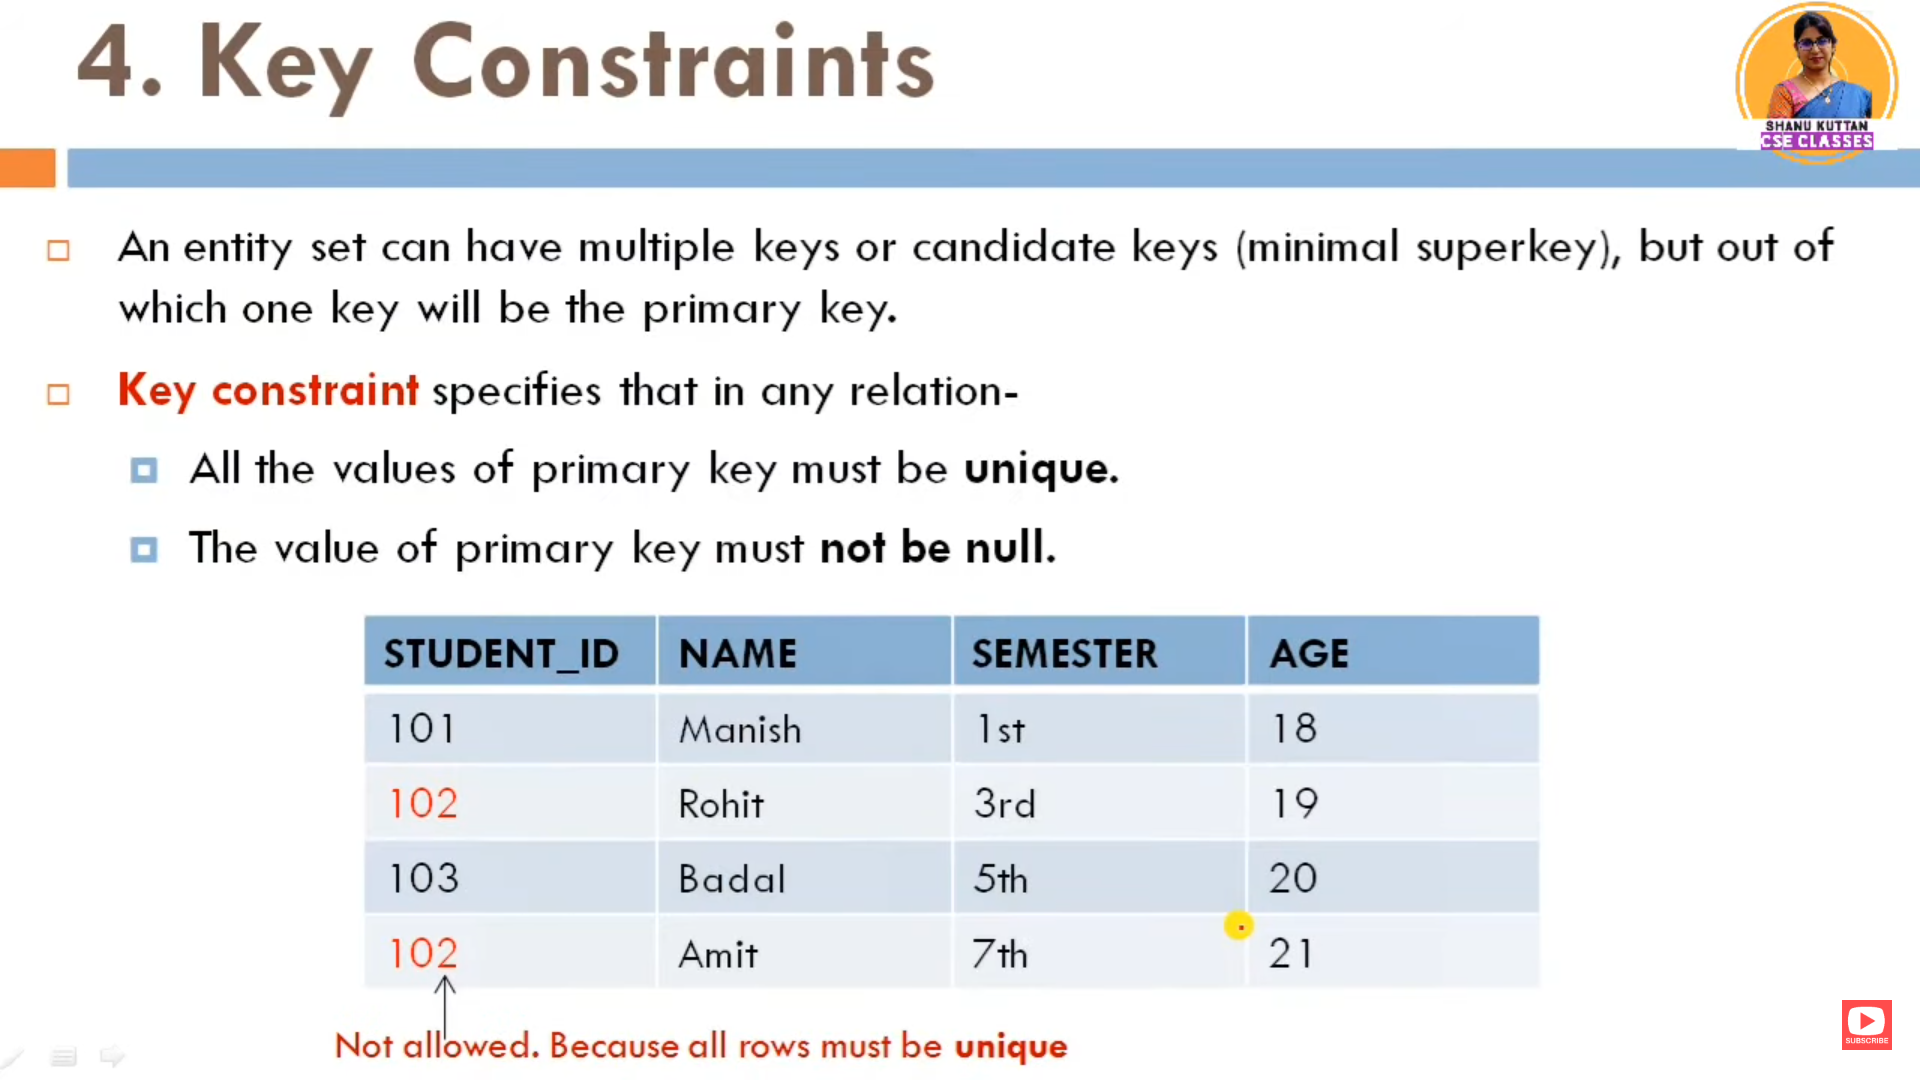 4. Key Constraints
SHANU KUTTAN
CSE CLASSES
An entity set can have multiple keys or candidate keys (minimal superkey), but out of
which one key will be the primary key.
Key constraint specifies that in any relation-
All the values of primary key must be unique.
The value of primary key must not be null.
STUDENT_ID NAME SEMESTER AGE
101 Manish 1st 18
102 Rohit 3rd 19
103 Badal 5th 20
102 Amit 7th 21
Not allowed. Because all rows must be unique
SUBSCRIBE